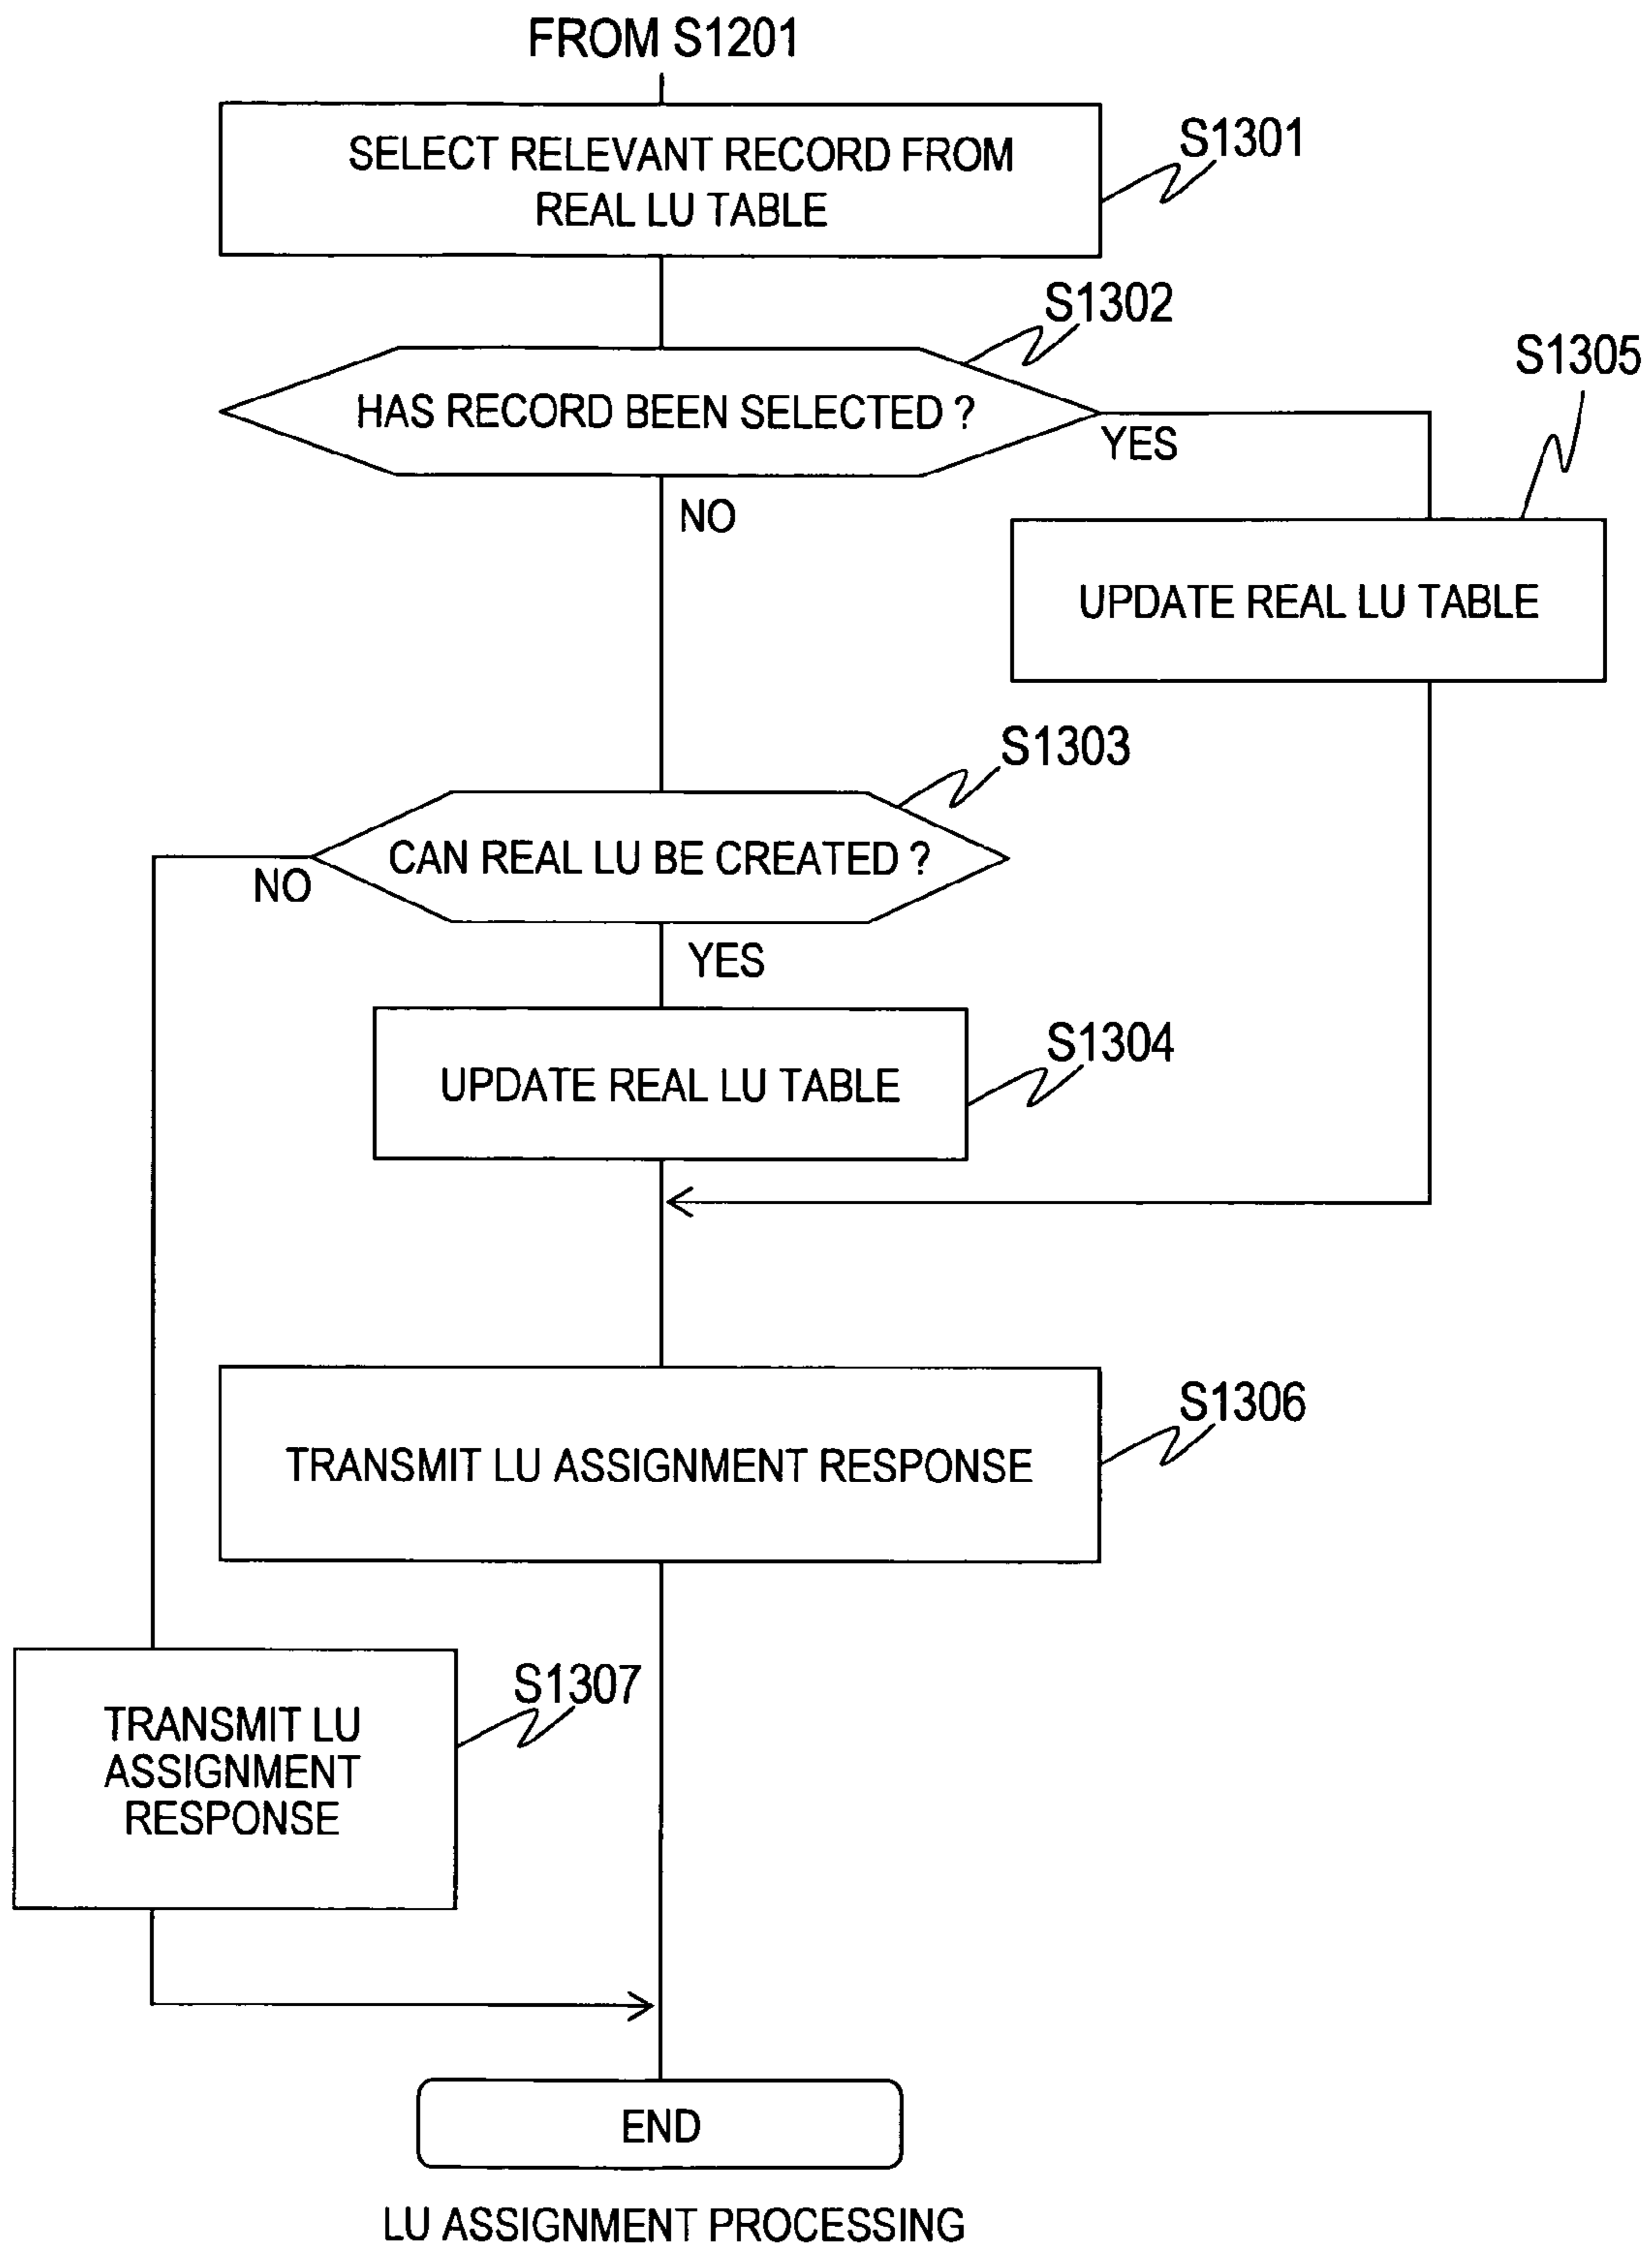 FROM S1201
SELECT RELEVANT RECORD FROM
REAL LU TABLE
S1301
S1302
HAS RECORD BEEN SELECTED ?
YES
NO
S1305
UPDATE REAL LU TABLE
S1303
CAN REAL LU BE CREATED ?
NO
YES
S1304
UPDATE REAL LU TABLE
S1306
TRANSMIT LU ASSIGNMENT RESPONSE
S1307
TRANSMIT LU
ASSIGNMENT
RESPONSE
END
LU ASSIGNMENT PROCESSING